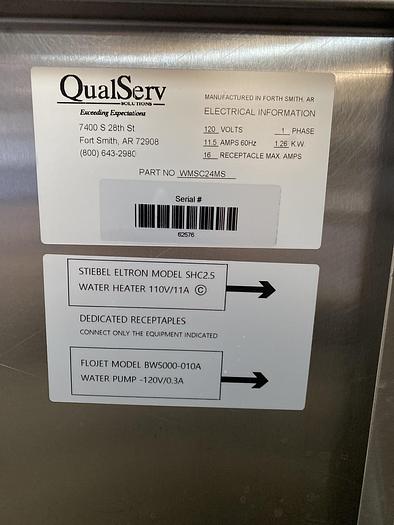 QualServ
SOLUTIONS
Exceeding Expectations
7400 S 28th St
Fort Smith, AR 72908
(800) 643-2980
MANUFACTURED IN FORTH SMITH, AR
ELECTRICAL INFORMATION
120 VOLTS 1 PHASE
11.5 AMPS 60Hz 1.26 K.W.
16 RECEPTACLE MAX. AMPS
PART NO WMSC24MS
Serial #
62576
STIEBEL ELTRON MODEL SHC2.5
WATER HEATER 110V/11A ©
DEDICATED RECEPTABLES
CONNECT ONLY THE EQUIPMENT INDICATED
FLOJET MODEL BW5000-010A
WATER PUMP -120V/0.3A